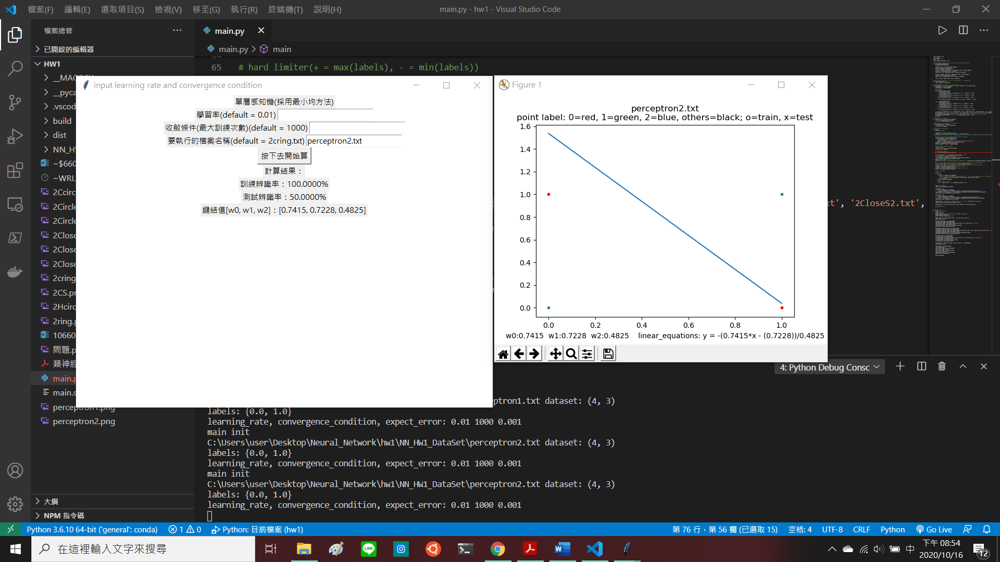 檔案(F) 編輯(E) 選取項目(S) 檢視(V) 移至(G) 執行(R) 終端機(T) 說明(H)
main.py - hw1 - Visual Studio Code
檔案總管
main.py
已開啟的編輯器
main.py > main
HW1
65 # hard limiter(+ = max(labels), - = min(labels))
__MACOSX
__pyca
.vscod
build
dist
NN_H
~$660
~WRL
2Ccirc
2Circle
2Circle
2Close
2Close
2Close
2cring
2CS.p
2Hcirc
2ring.p
10660
問題.p
類神經
main.p
main.s
perceptron1.png
perceptron2.png
大綱
NPM 指令碼
input learning rate and convergence condition
單層感知機(採用最小均方法)
學習率(default = 0.01)
收斂條件(最大訓練次數)(default = 1000)
要執行的檔案名稱(default = 2cring.txt) perceptron2.txt
按下去開始算
計算結果：
訓練辨識率：100.0000%
測試辨識率：50.0000%
鍵結值[w0, w1, w2]：[0.7415, 0.7228, 0.4825]
Figure 1
perceptron2.txt
point label: 0=red, 1=green, 2=blue, others=black; o=train, x=test
1.6
1.4
1.2
1.0
0.8
0.6
0.4
0.2
0.0
0.0 0.2 0.4 0.6 0.8 1.0
w0:0.7415 w1:0.7228 w2:0.4825 linear_equations: y = -(0.7415*x - (0.7228))/0.4825
xt', '2CloseS2.txt',
4: Python Debug Consc
ptron1.txt dataset: (4, 3)
labels: {0.0, 1.0}
learning_rate, convergence_condition, expect_error: 0.01 1000 0.001
main init
C:\Users\user\Desktop\Neural_Network\hw1\NN_HW1_DataSet\perceptron2.txt dataset: (4, 3)
labels: {0.0, 1.0}
learning_rate, convergence_condition, expect_error: 0.01 1000 0.001
main init
C:\Users\user\Desktop\Neural_Network\hw1\NN_HW1_DataSet\perceptron2.txt dataset: (4, 3)
labels: {0.0, 1.0}
learning_rate, convergence_condition, expect_error: 0.01 1000 0.001
Python 3.6.10 64-bit ('general': conda) 1 0 Python: 目前檔案 (hw1)
第 76 行，第 56 欄 (已選取 15) 空格: 4 UTF-8 CRLF Python Go Live
在這裡輸入文字來搜尋
LINE
中
下午 08:54
2020/10/16
12